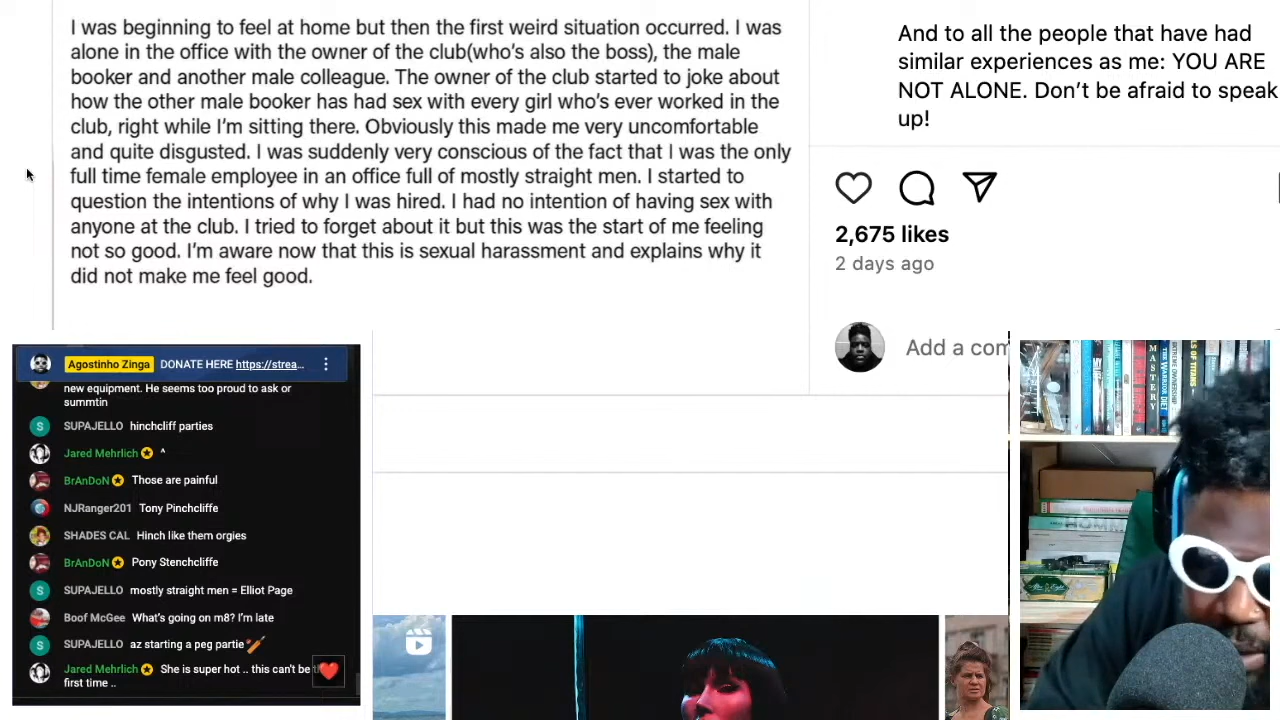 I was beginning to feel at home but then the first weird situation occurred. I was
alone in the office with the owner of the club(who's also the boss), the male
booker and another male colleague. The owner of the club started to joke about
how the other male booker has had sex with every girl who's ever worked in the
club, right while I'm sitting there. Obviously this made me very uncomfortable
and quite disgusted. I was suddenly very conscious of the fact that I was the only
full time female employee in an office full of mostly straight men. I started to
question the intentions of why I was hired. I had no intention of having sex with
anyone at the club. I tried to forget about it but this was the start of me feeling
not so good. I'm aware now that this is sexual harassment and explains why it
did not make me feel good.
And to all the people that have had
similar experiences as me: YOU ARE
NOT ALONE. Don't be afraid to speak
up!
2,675 likes
2 days ago
Add a com
Agostinho Zinga DONATE HERE https://strea...
new equipment. He seems too proud to ask or
summtin
S SUPAJELLO hinchcliff parties
Jared Mehrlich ^
BrAnDoN Those are painful
NJRanger201 Tony Pinchcliffe
SHADES CAL Hinch like them orgies
BrAnDoN Pony Stenchcliffe
S SUPAJELLO mostly straight men = Elliot Page
Boof McGee What's going on m8? I'm late
S SUPAJELLO az starting a peg partie
Jared Mehrlich She is super hot .. this can't be
first time ..
MASTERY
THE WARRIOR DIET
EXTREME OWNERSHIP
LS OF TITANS